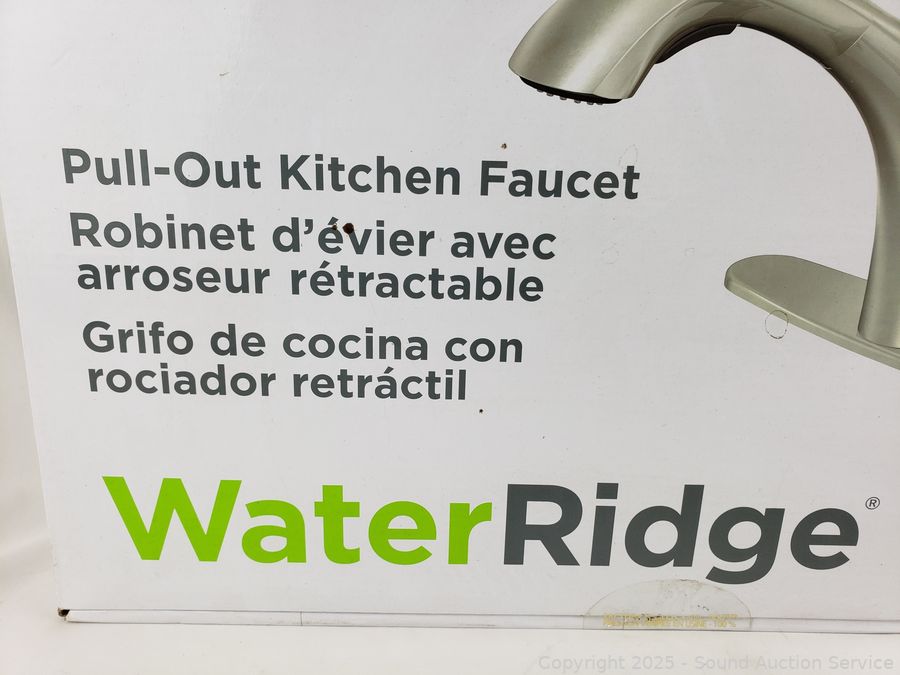 Pull-Out Kitchen Faucet
Robinet d'évier avec
arroseur rétractable
Grifo de cocina con
rociador retráctil
WaterRidge®
Copyright 2025 - Sound Auction Service